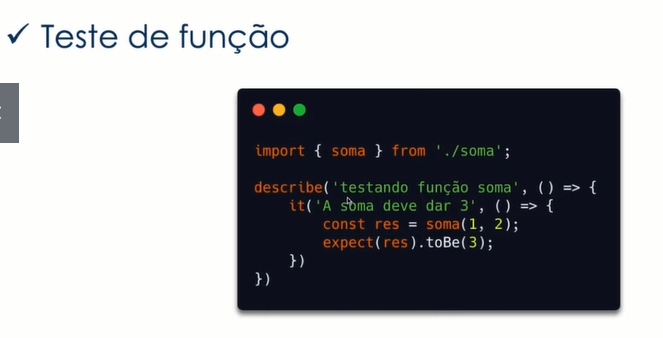 ✓ Teste de função
import { soma } from './soma';
describe('testando função soma', () => {
it('A soma deve dar 3', () => {
const res = soma(1, 2);
expect(res).toBe(3);
})
})